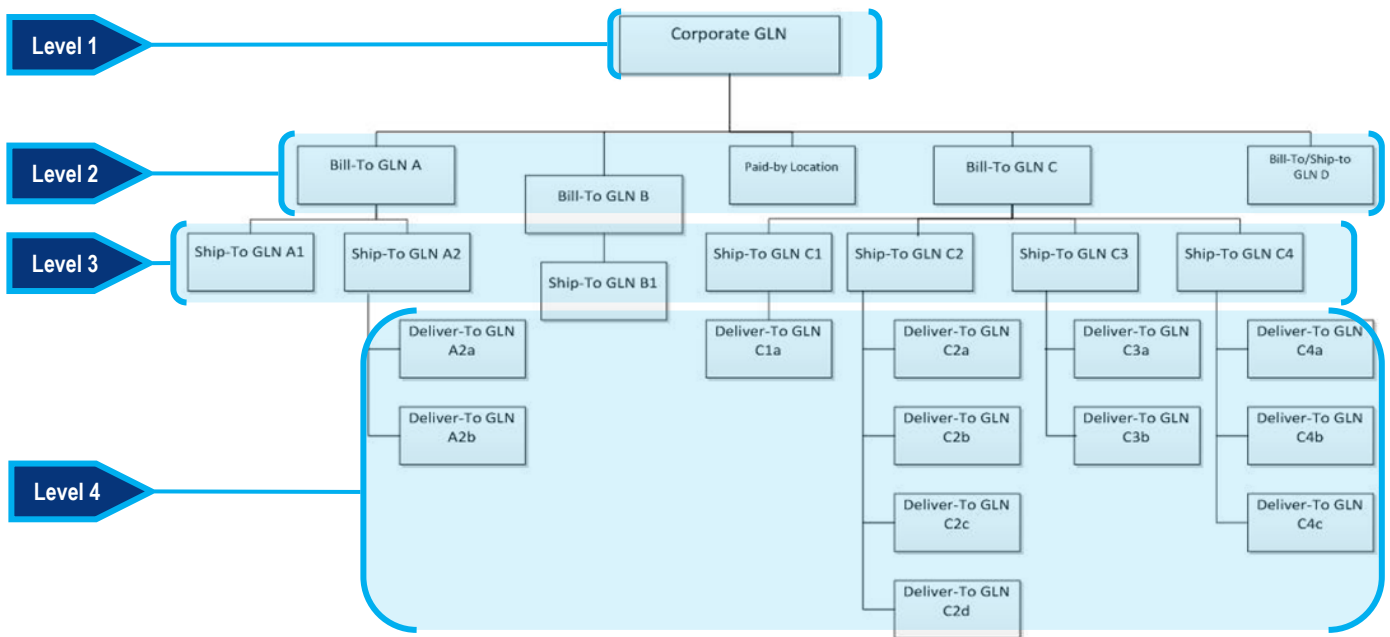 Level 1
Corporate GLN
Level 2
Bill-To GLN A
Bill-To GLN B
Paid-by Location
Bill-To GLN C
Bill-To/Ship-to
GLN D
Level 3
Ship-To GLN A1
Ship-To GLN A2
Ship-To GLN B1
Ship-To GLN C1
Ship-To GLN C2
Ship-To GLN C3
Ship-To GLN C4
Level 4
Deliver-To GLN
A2a
Deliver-To GLN
A2b
Deliver-To GLN
C1a
Deliver-To GLN
C2a
Deliver-To GLN
C2b
Deliver-To GLN
C2c
Deliver-To GLN
C2d
Deliver-To GLN
C3a
Deliver-To GLN
C3b
Deliver-To GLN
C4a
Deliver-To GLN
C4b
Deliver-To GLN
C4c